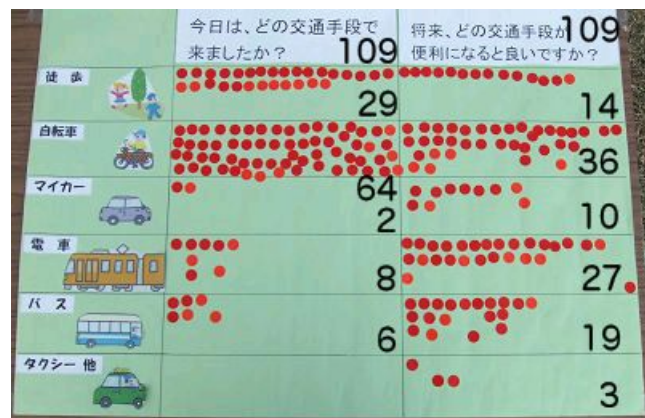 今日は、どの交通手段で
来ましたか？
109
将来、どの交通手段が
便利になると良いですか？
109
徒歩
29
14
自転車
64
36
マイカー
2
10
電車
8
27
バス
6
19
タクシー他
3